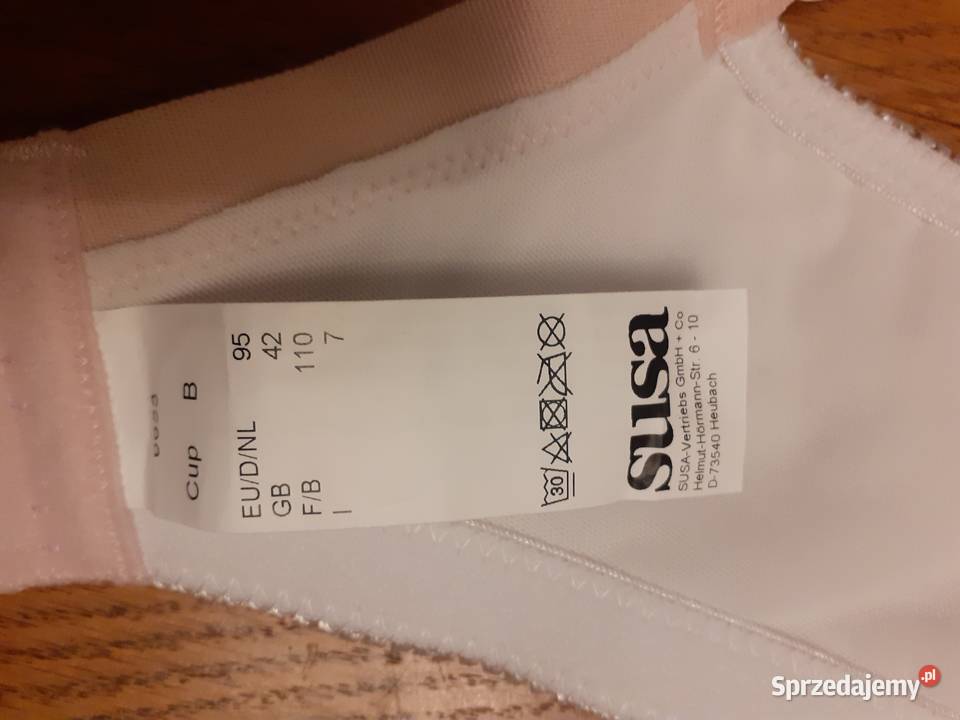 Cup B
EU/D/NL 95
GB 42
F/B 110
I 7
30
susa
SUSA-Vertriebs GmbH + Co
Helmut-Hörmann-Str. 6 - 10
D-73540 Heubach
Sprzedajemy.pl